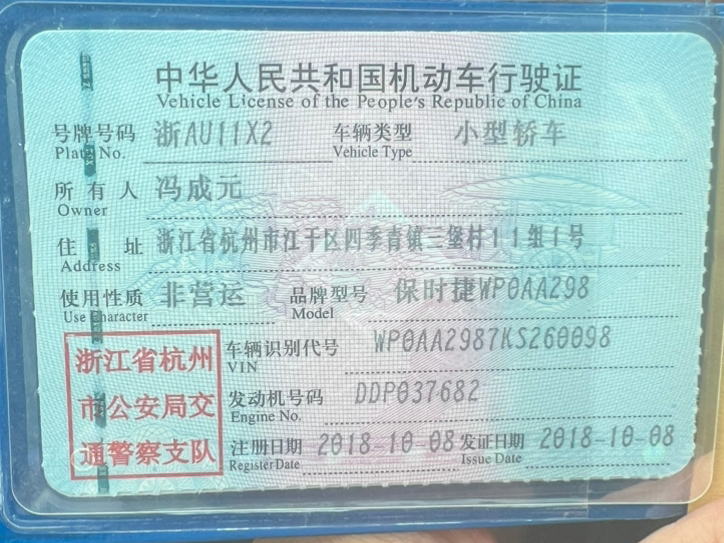 中华人民共和国机动车行驶证
Vehicle License of the People's Republic of China
号牌号码 浙AU11X2 车辆类型 小型轿车
Plate No. Vehicle Type
所有人 冯成元
Owner
住址 浙江省杭州市江干区四季青镇三堡村11组1号
Address
使用性质 非营运 品牌型号 保时捷WP0AA298
Use Character Model
车辆识别代号 WP0AA2987KS260098
VIN
发动机号码 DDP037682
Engine No.
注册日期 2018-10-08 发证日期 2018-10-08
Register Date Issue Date
浙江省杭州
市公安局交
通警察支队